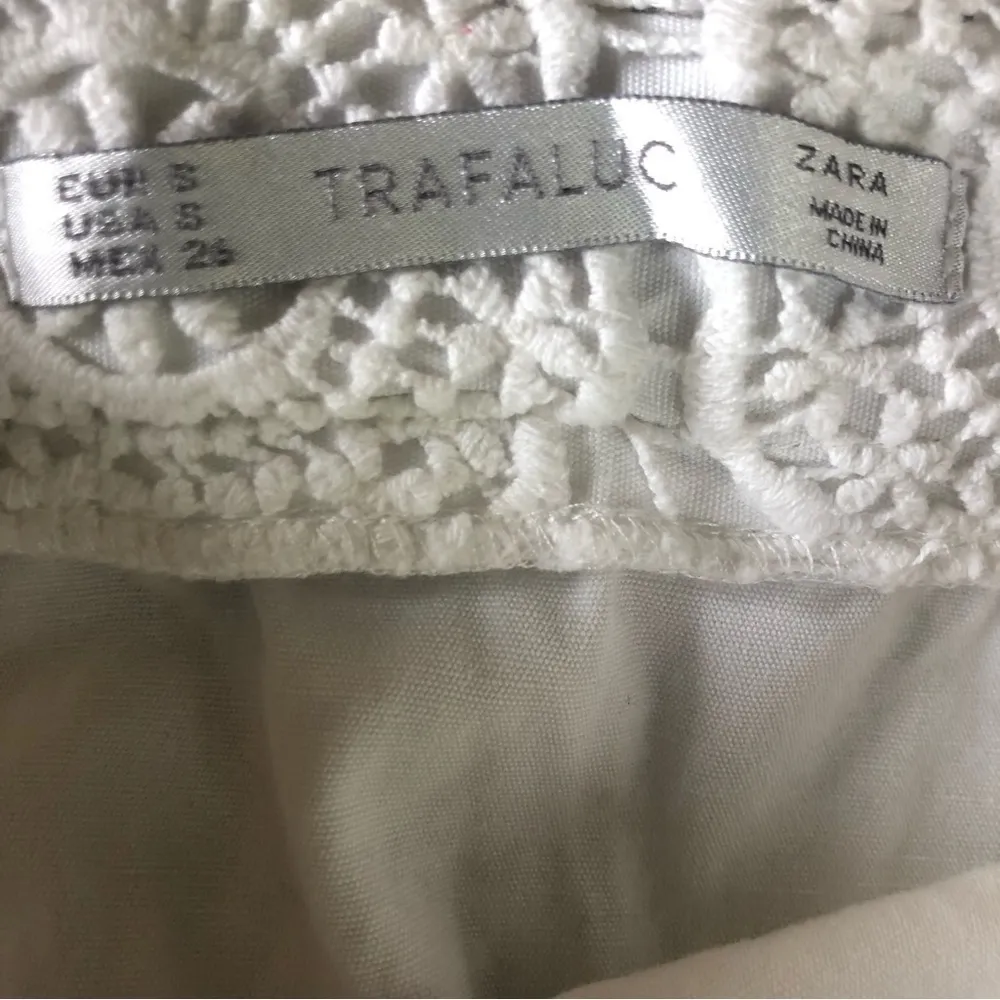 EUR S
USA S
MEX 26
TRAFALUC
ZARA
MADE IN
CHINA